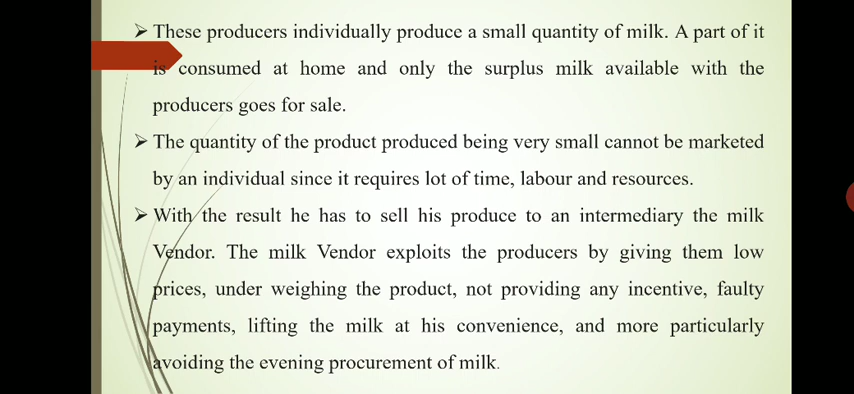 ➢ These producers individually produce a small quantity of milk. A part of it
is consumed at home and only the surplus milk available with the
producers goes for sale.
➢ The quantity of the product produced being very small cannot be marketed
by an individual since it requires lot of time, labour and resources.
➢ With the result he has to sell his produce to an intermediary the milk
Vendor. The milk Vendor exploits the producers by giving them low
prices, under weighing the product, not providing any incentive, faulty
payments, lifting the milk at his convenience, and more particularly
avoiding the evening procurement of milk.